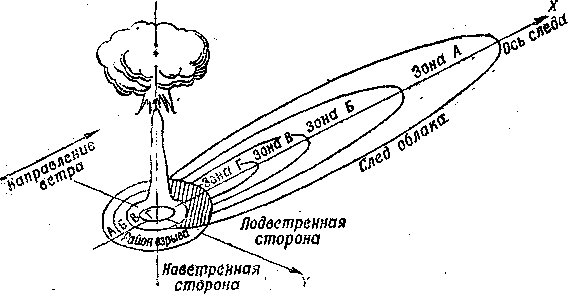 X
Ось следа
Зона А
Зона Б
Зона В
Зона Г
След облака
Направление
ветра
А
Б
В
Район взрыва
Подветренная
сторона
Наветренная
сторона
Y